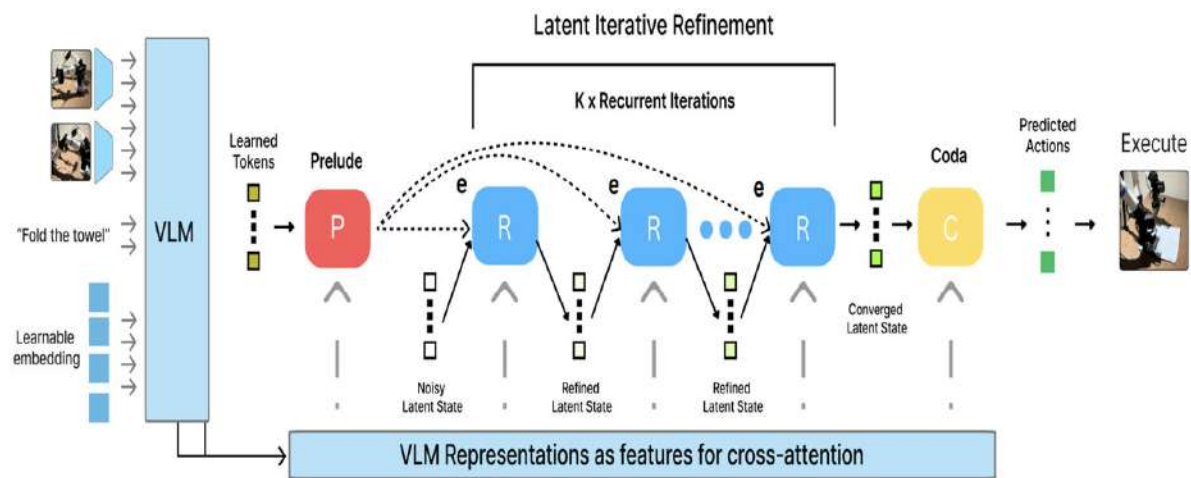 Latent Iterative Refinement
K x Recurrent Iterations
VLM
"Fold the towel"
Learnable
embedding
Learned
Tokens
Prelude
P
e
R
e
R
e
R
Noisy
Latent State
Refined
Latent State
Refined
Latent State
Converged
Latent State
Coda
C
Predicted
Actions
Execute
VLM Representations as features for cross-attention